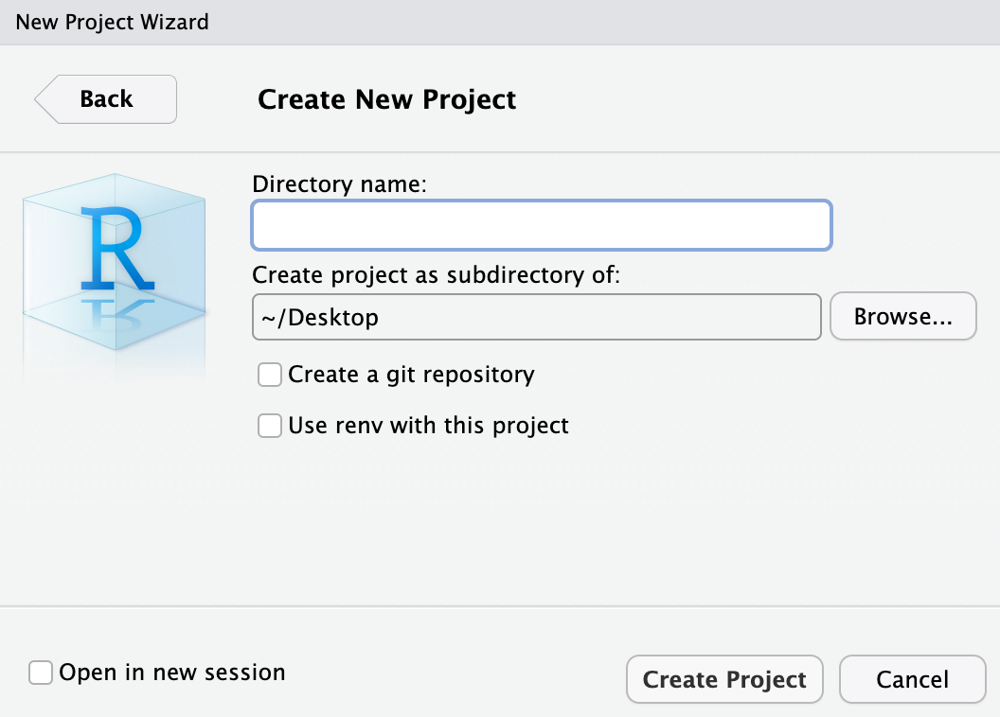 New Project Wizard
Back
Create New Project
R
Directory name:
Create project as subdirectory of:
~/Desktop
Browse...
Create a git repository
Use renv with this project
Open in new session
Create Project
Cancel